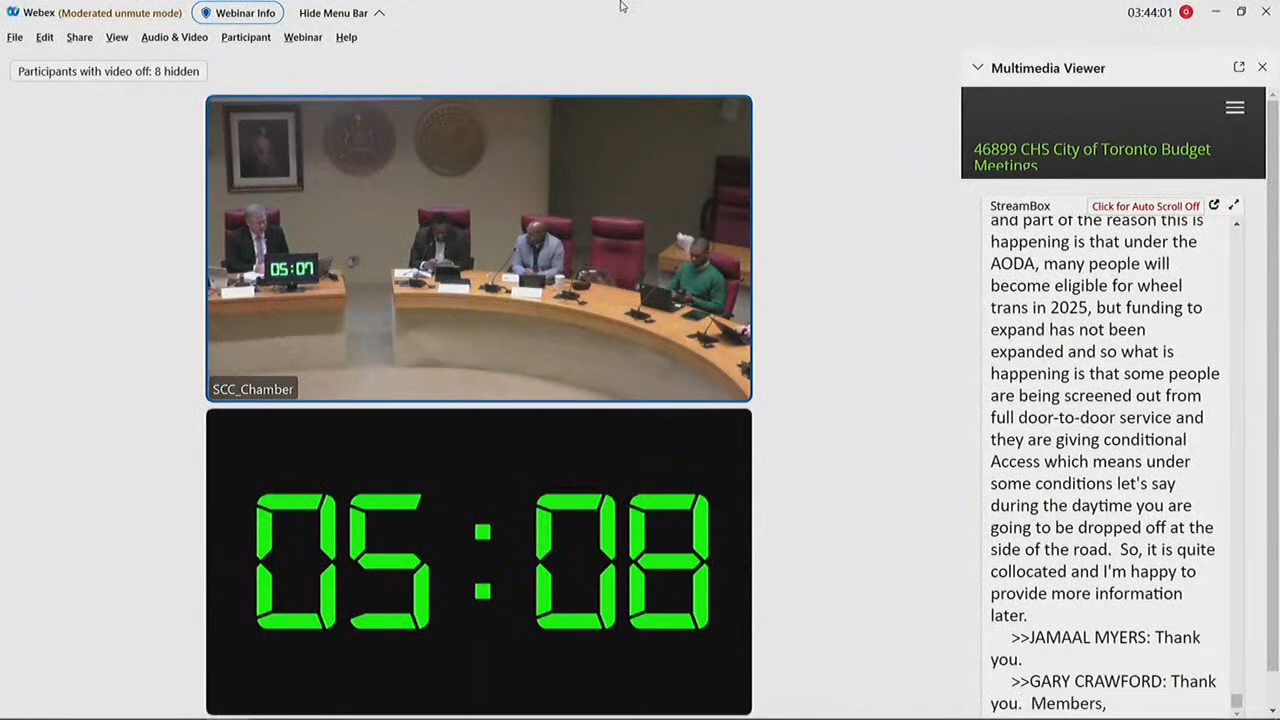 Webex (Moderated unmute mode) Webinar Info Hide Menu Bar 03:44:01
File Edit Share View Audio & Video Participant Webinar Help
Participants with video off: 8 hidden
05:07
SCC_Chamber
05:08
Multimedia Viewer
46899 CHS City of Toronto Budget
Meetings
StreamBox Click for Auto Scroll Off
and part of the reason this is
happening is that under the
AODA, many people will
become eligible for wheel
trans in 2025, but funding to
expand has not been
expanded and so what is
happening is that some people
are being screened out from
full door-to-door service and
they are giving conditional
Access which means under
some conditions let's say
during the daytime you are
going to be dropped off at the
side of the road.  So, it is quite
collocated and I'm happy to
provide more information
later.
>>JAMAAL MYERS: Thank
you.
>>GARY CRAWFORD: Thank
you.  Members,